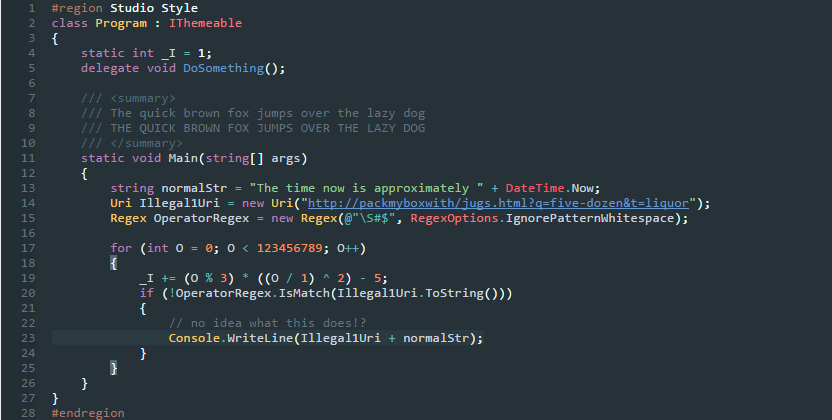 1 #region Studio Style
2 class Program : IThemeable
3 {
4     static int _I = 1;
5     delegate void DoSomething();
6
7     /// <summary>
8     /// The quick brown fox jumps over the lazy dog
9     /// THE QUICK BROWN FOX JUMPS OVER THE LAZY DOG
10     /// </summary>
11     static void Main(string[] args)
12     {
13         string normalStr = "The time now is approximately " + DateTime.Now;
14         Uri Illegal1Uri = new Uri("http://packmyboxwith/jugs.html?q=five-dozen&t=liquor");
15         Regex OperatorRegex = new Regex(@"\S#$", RegexOptions.IgnorePatternWhitespace);
16
17         for (int O = 0; O < 123456789; O++)
18         {
19             _I += (O % 3) * ((O / 1) ^ 2) - 5;
20             if (!OperatorRegex.IsMatch(Illegal1Uri.ToString()))
21             {
22                 // no idea what this does!?
23                 Console.WriteLine(Illegal1Uri + normalStr);
24             }
25         }
26     }
27 }
28 #endregion